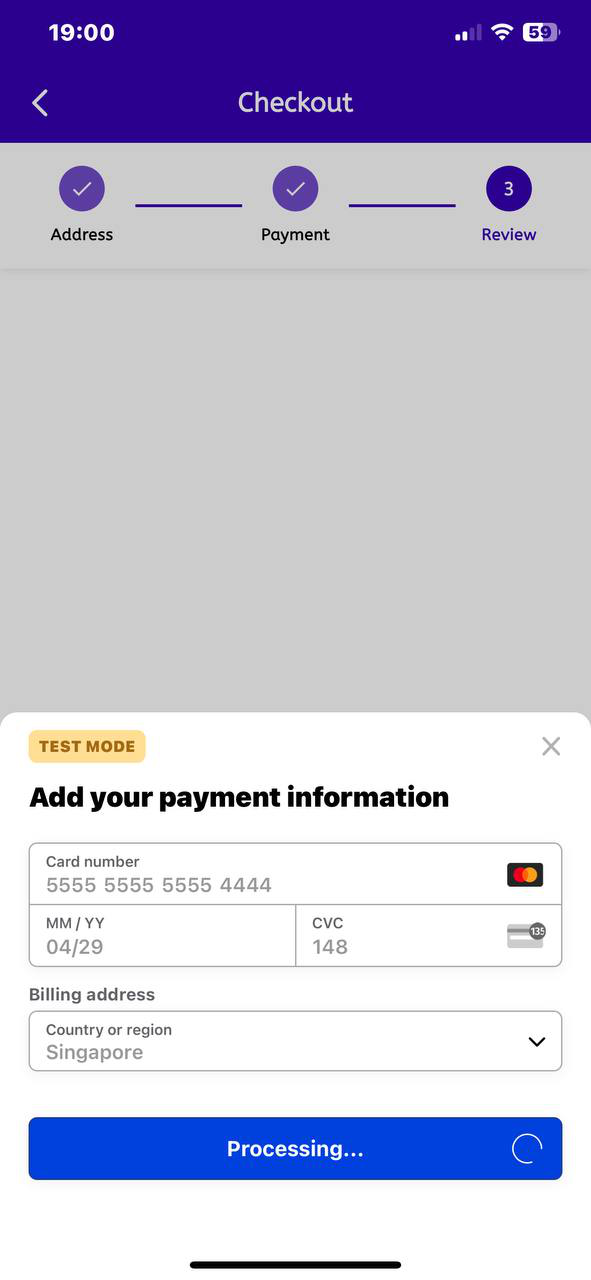 19:00
59
Checkout
3
Address
Payment
Review
TEST MODE
Add your payment information
Card number
5555 5555 5555 4444
MM / YY
04/29
CVC
148
135
Billing address
Country or region
Singapore
Processing...